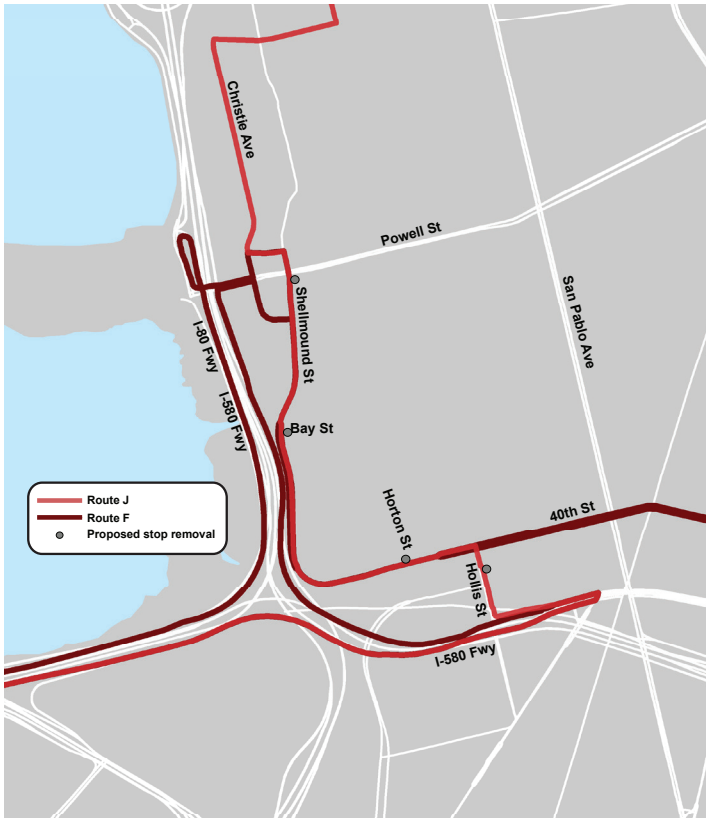 Christie Ave
Powell St
San Pablo Ave
Shellmound St
I-80 Fwy
I-580 Fwy
Bay St
Route J
Route F
Proposed stop removal
Horton St
40th St
Hollis St
I-580 Fwy